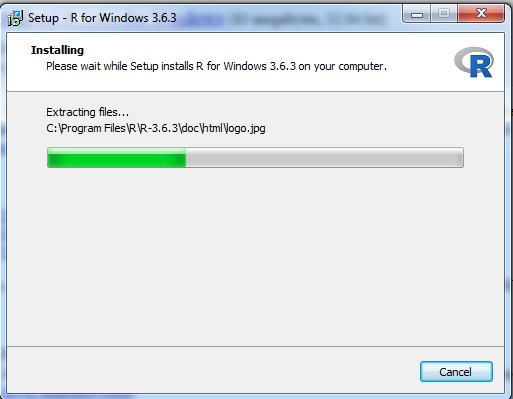 Setup - R for Windows 3.6.3
Installing
Please wait while Setup installs R for Windows 3.6.3 on your computer.
R
Extracting files...
C:\Program Files\R\R-3.6.3\doc\html\logo.jpg
Cancel